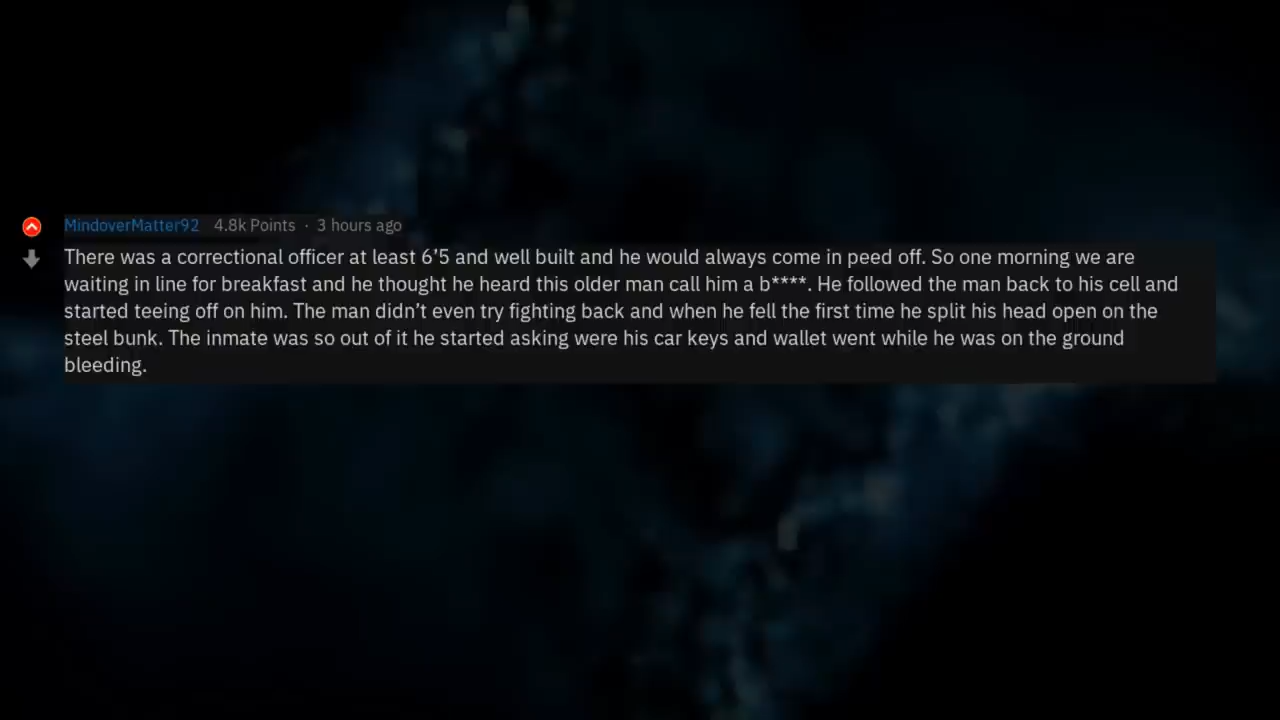 MindoverMatter92 4.8k Points · 3 hours ago
There was a correctional officer at least 6’5 and well built and he would always come in peed off. So one morning we are
waiting in line for breakfast and he thought he heard this older man call him a b****. He followed the man back to his cell and
started teeing off on him. The man didn’t even try fighting back and when he fell the first time he split his head open on the
steel bunk. The inmate was so out of it he started asking were his car keys and wallet went while he was on the ground
bleeding.